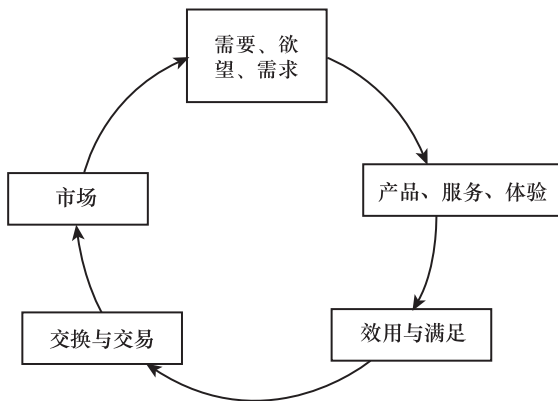 需要、欲
望、需求
产品、服务、体验
效用与满足
交换与交易
市场